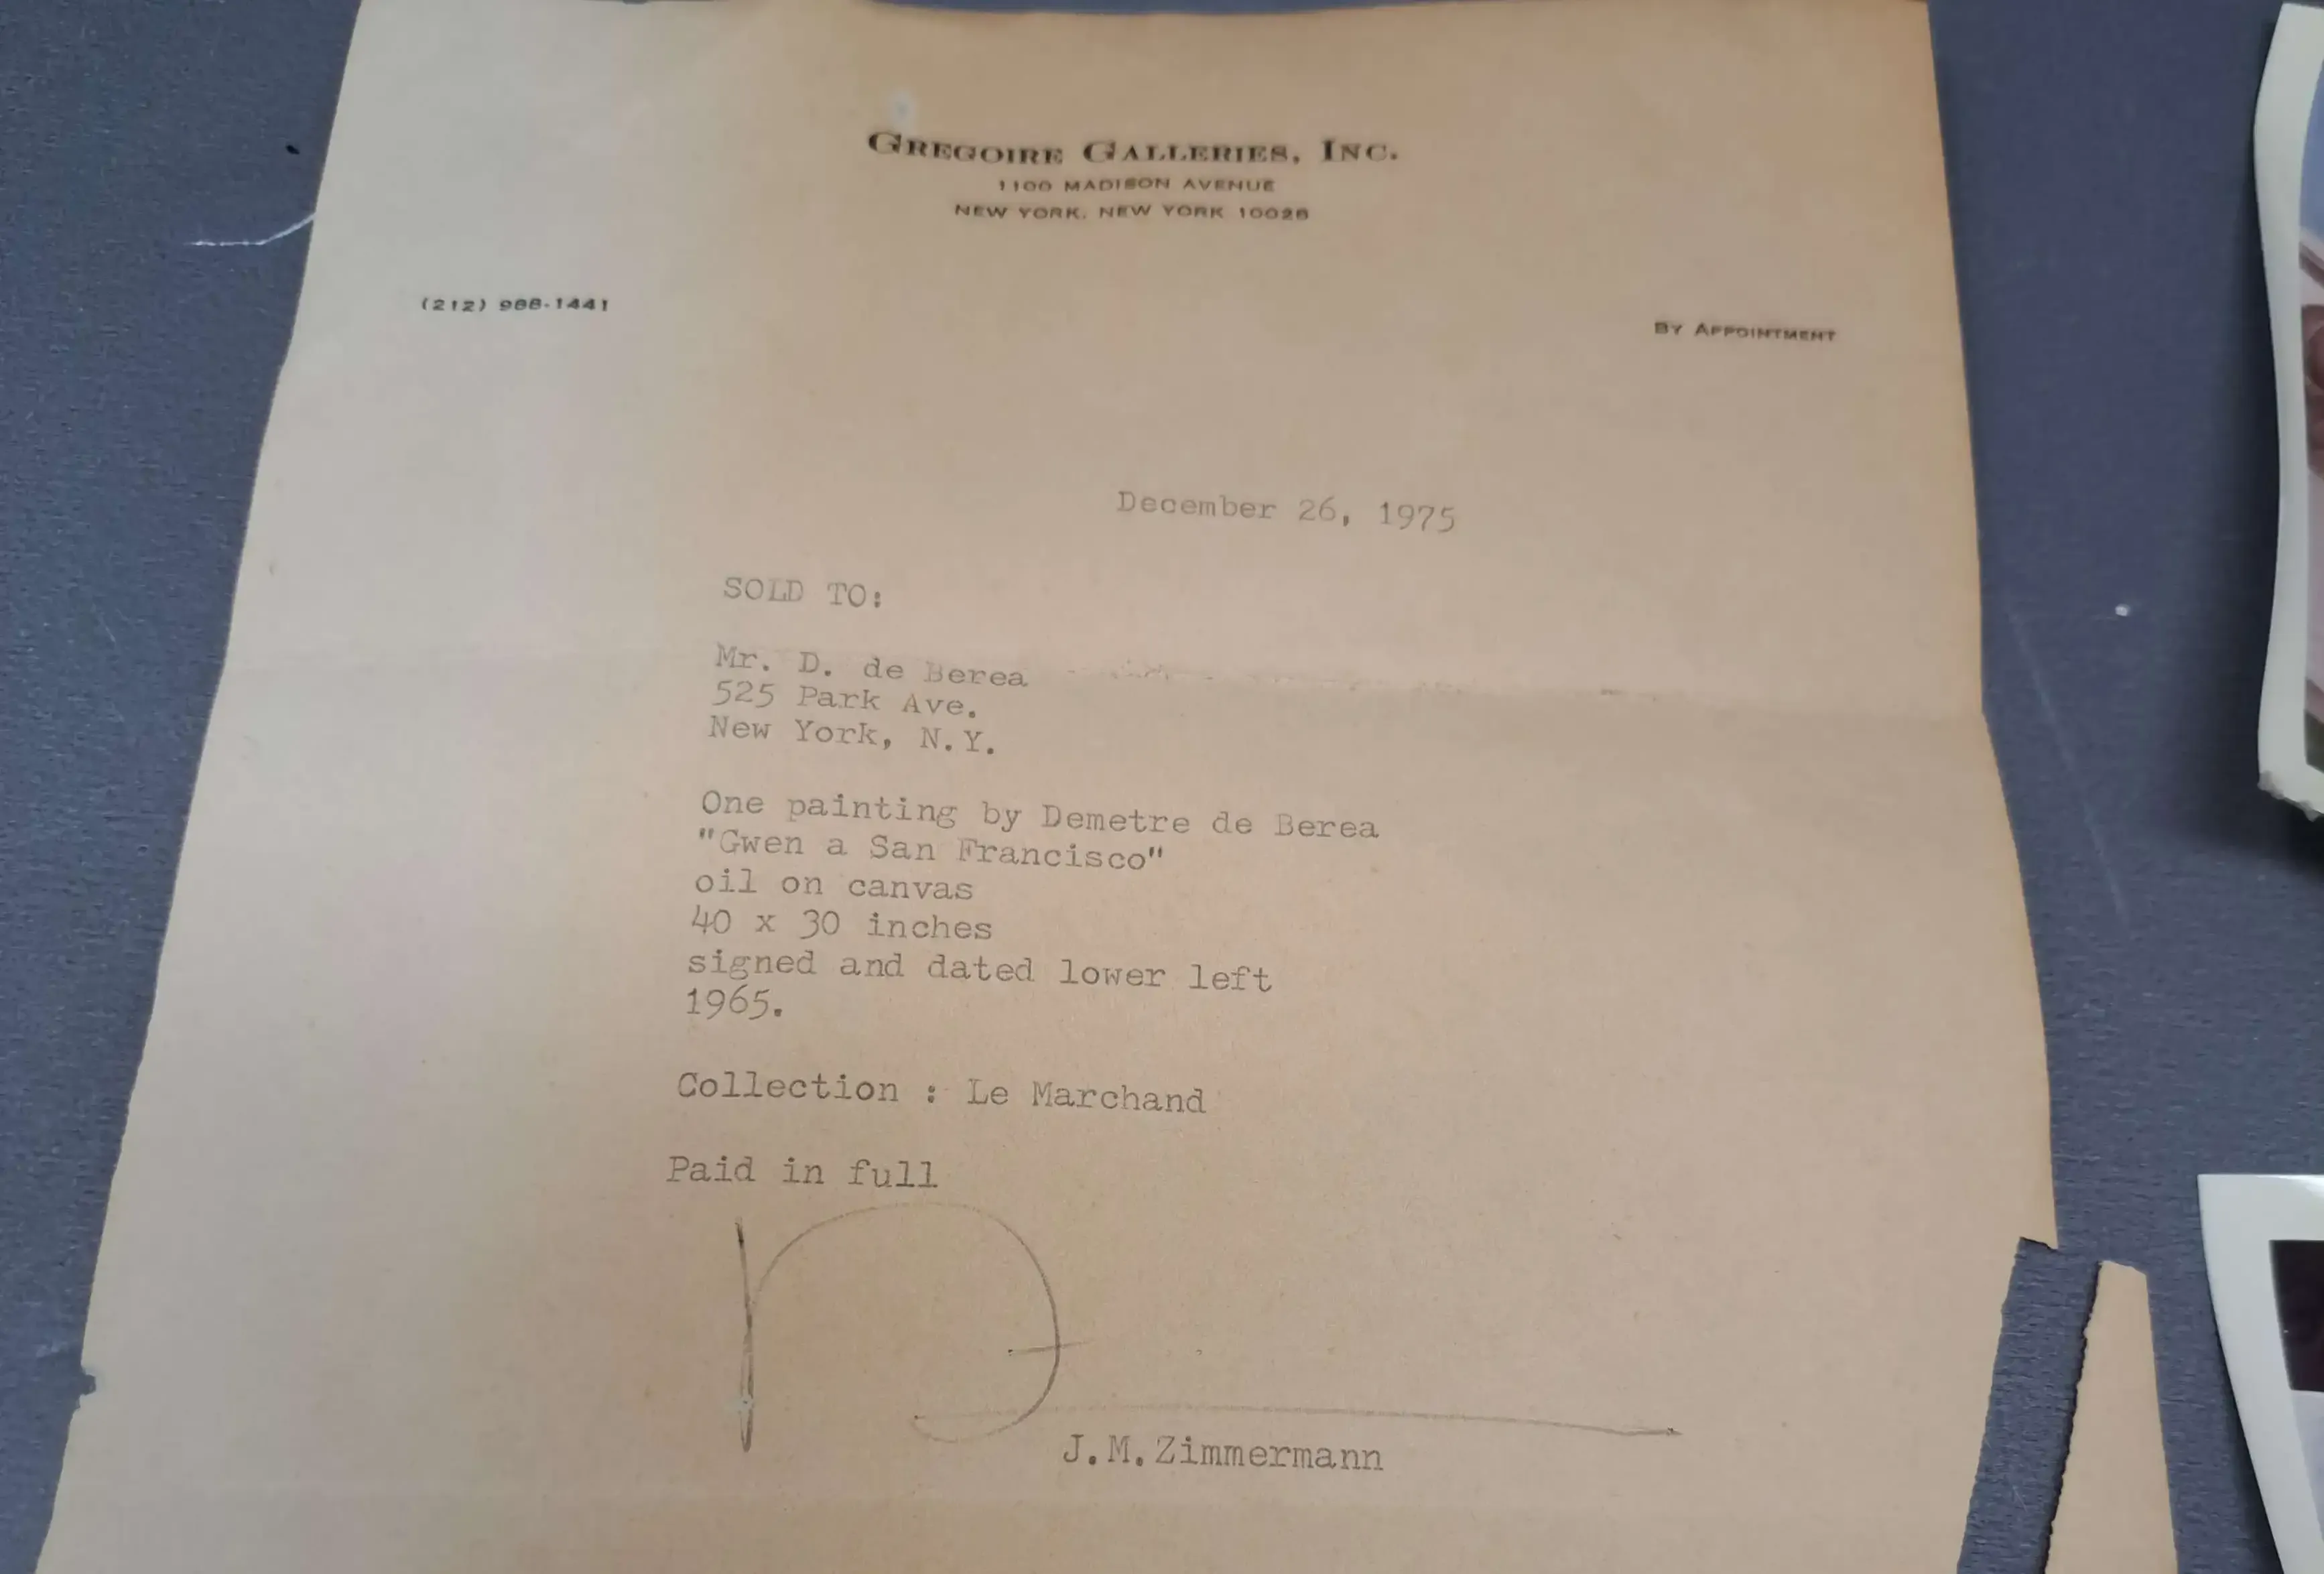 GREGOIRE GALLERIES, INC.
1100 MADISON AVENUE
NEW YORK, NEW YORK 10028
(212) 988-1441
BY APPOINTMENT
December 26, 1975
SOLD TO:
Mr. D. de Berea
525 Park Ave.
New York, N.Y.
One painting by Demetre de Berea
"Gwen a San Francisco"
oil on canvas
40 x 30 inches
signed and dated lower left
1965.
Collection : Le Marchand
Paid in full
J.M.Zimmermann